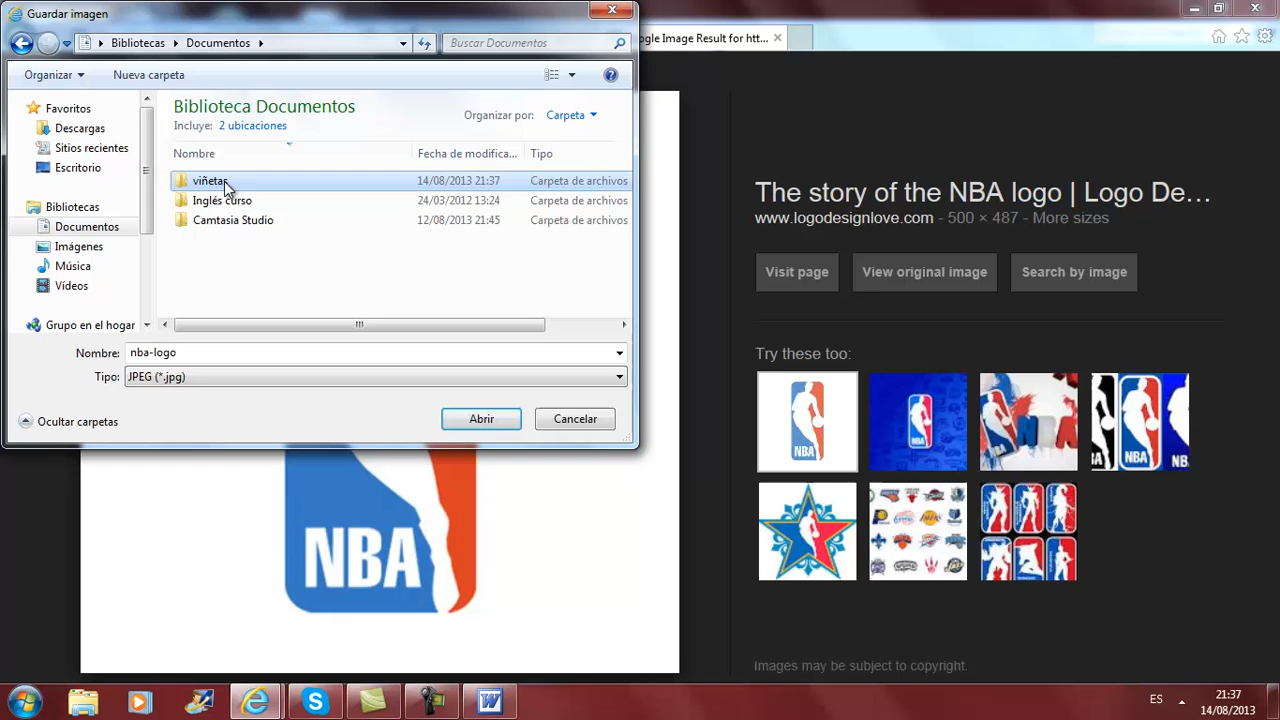 Guardar imagen
Bibliotecas
Documentos
Buscar Documentos
ogle Image Result for htt...
Organizar
Nueva carpeta
Favoritos
Descargas
Sitios recientes
Escritorio
Bibliotecas
Documentos
Imágenes
Música
Vídeos
Grupo en el hogar
Biblioteca Documentos
Incluye: 2 ubicaciones
Organizar por: Carpeta
Nombre
Fecha de modifica...
Tipo
viñetas 14/08/2013 21:37 Carpeta de archivos
Inglés curso 24/03/2012 13:24 Carpeta de archivos
Camtasia Studio 12/08/2013 21:45 Carpeta de archivos
Nombre: nba-logo
Tipo: JPEG (*.jpg)
Ocultar carpetas
Abrir
Cancelar
NBA
The story of the NBA logo | Logo De...
www.logodesignlove.com - 500 × 487 - More sizes
Visit page
View original image
Search by image
Try these too:
NBA
NBA
NBA
Images may be subject to copyright.
ES
21:37
14/08/2013